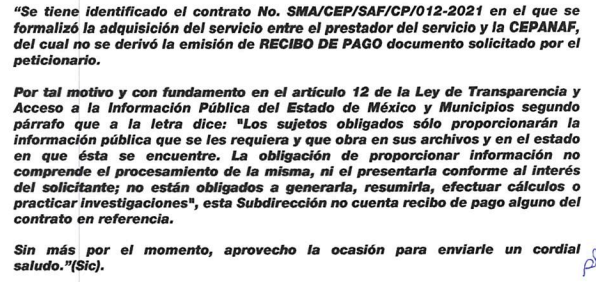 “Se tiene identificado el contrato No. SMA/CEP/SAF/CP/012-2021 en el que se
formalizó la adquisición del servicio entre el prestador del servicio y la CEPANAF,
del cual no se derivó la emisión de RECIBO DE PAGO documento solicitado por el
peticionario.
Por tal motivo y con fundamento en el artículo 12 de la Ley de Transparencia y
Acceso a la Información Pública del Estado de México y Municipios segundo
párrafo que a la letra dice: "Los sujetos obligados sólo proporcionarán la
información pública que se les requiera y que obra en sus archivos y en el estado
en que ésta se encuentre. La obligación de proporcionar información no
comprende el procesamiento de la misma, ni el presentarla conforme al interés
del solicitante; no están obligados a generarla, resumirla, efectuar cálculos o
practicar investigaciones", esta Subdirección no cuenta recibo de pago alguno del
contrato en referencia.
Sin más por el momento, aprovecho la ocasión para enviarle un cordial
saludo.”(Sic).